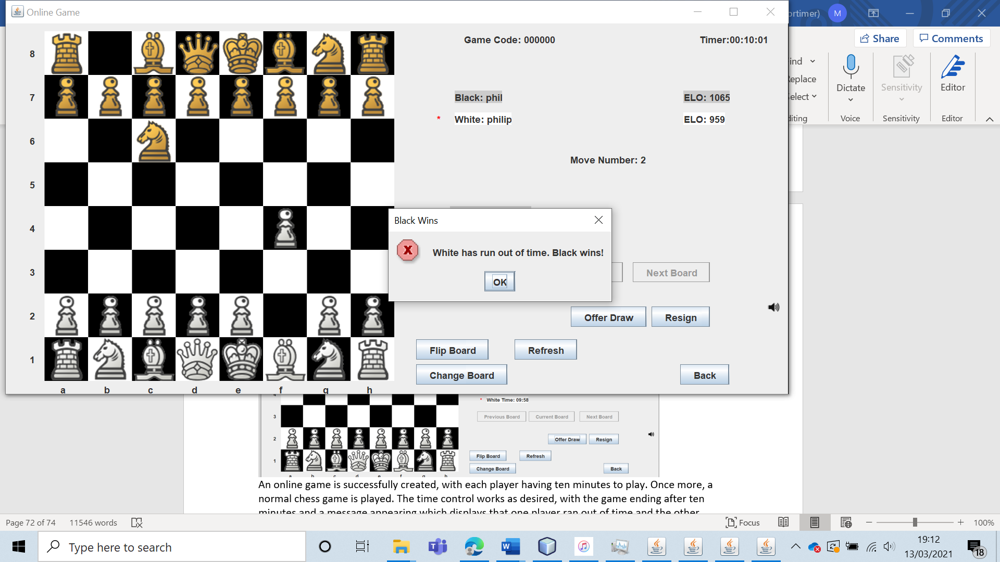 Online Game
ortimer) M
Share Comments
Game Code: 000000 Timer:00:10:01
ind
eplace
elect
diting
Dictate
Voice
Sensitivity
Sensitivity
Editor
Editor
Black: phil ELO: 1065
* White: philip ELO: 959
Move Number: 2
8
7
6
5
4
3
2
1
a b c d e f g h
Black Wins
X White has run out of time. Black wins!
OK
Next Board
Offer Draw Resign
Flip Board Refresh
Change Board Back
* White Time: 09:58
3 Previous Board Current Board Next Board
2 Offer Draw Resign
1 Flip Board Refresh
Change Board Back
An online game is successfully created, with each player having ten minutes to play. Once more, a
normal chess game is played. The time control works as desired, with the game ending after ten
minutes and a message appearing which displays that one player ran out of time and the other
Page 72 of 74 11546 words Focus 100%
Type here to search
T
W
19:12
13/03/2021
18